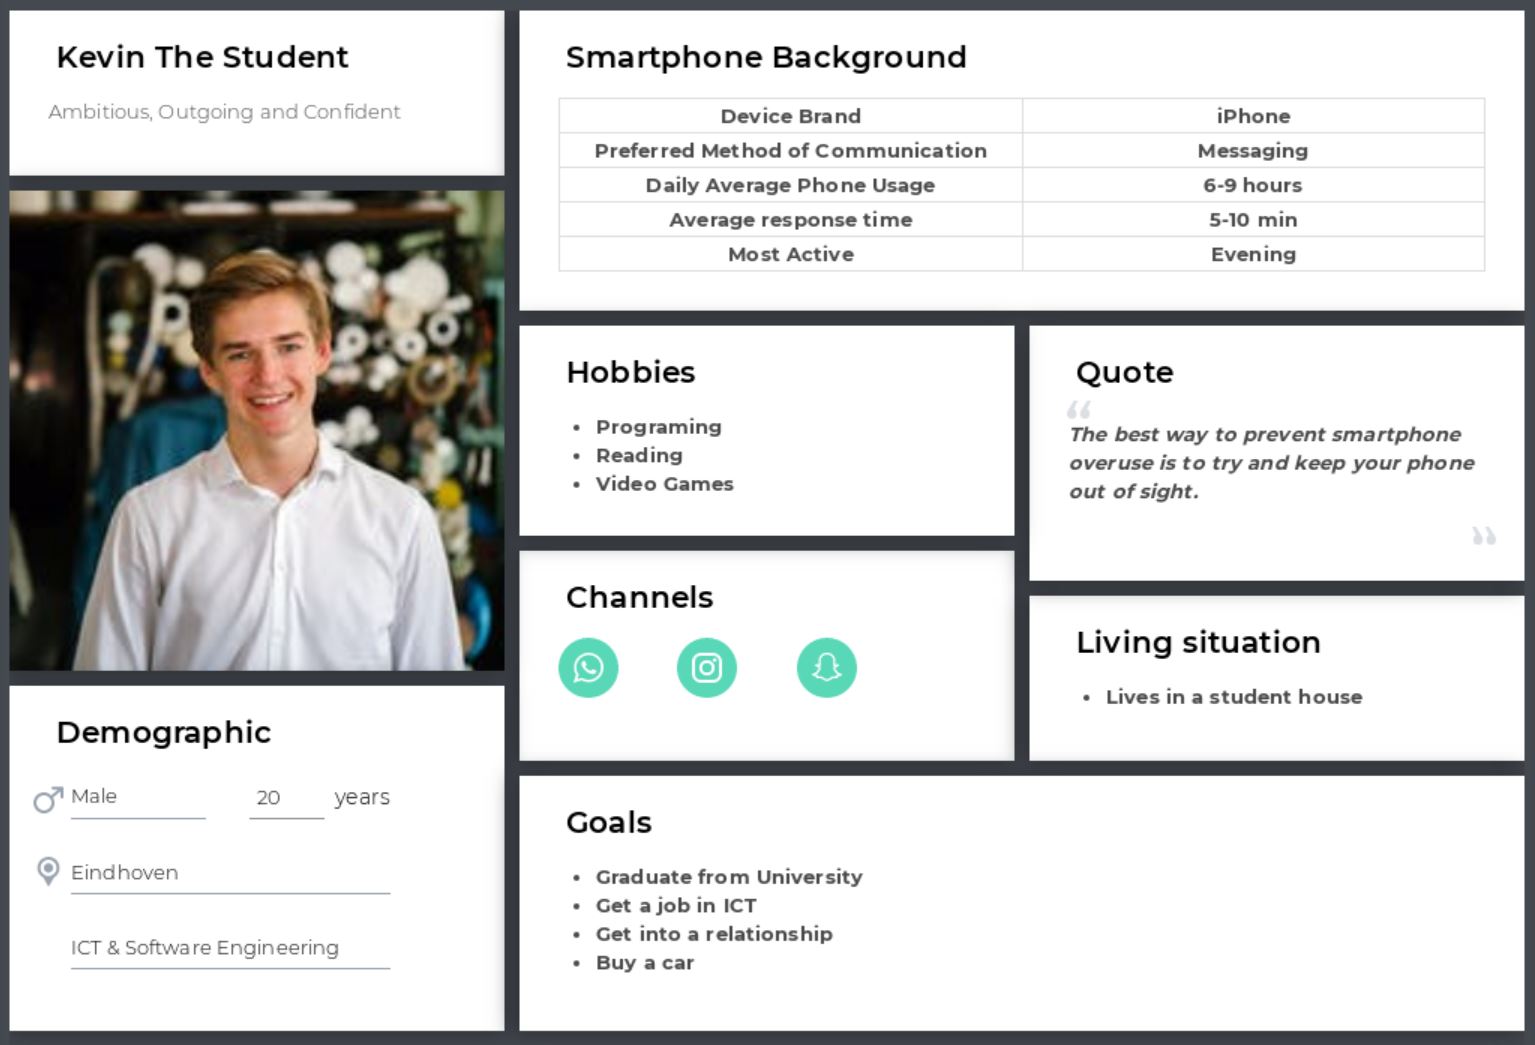 Kevin The Student
Ambitious, Outgoing and Confident
Smartphone Background
Device Brand iPhone
Preferred Method of Communication Messaging
Daily Average Phone Usage 6-9 hours
Average response time 5-10 min
Most Active Evening
Hobbies
• Programing
• Reading
• Video Games
Quote
“
The best way to prevent smartphone
overuse is to try and keep your phone
out of sight.
”
Channels
Living situation
• Lives in a student house
Demographic
Male 20 years
Eindhoven
ICT & Software Engineering
Goals
• Graduate from University
• Get a job in ICT
• Get into a relationship
• Buy a car